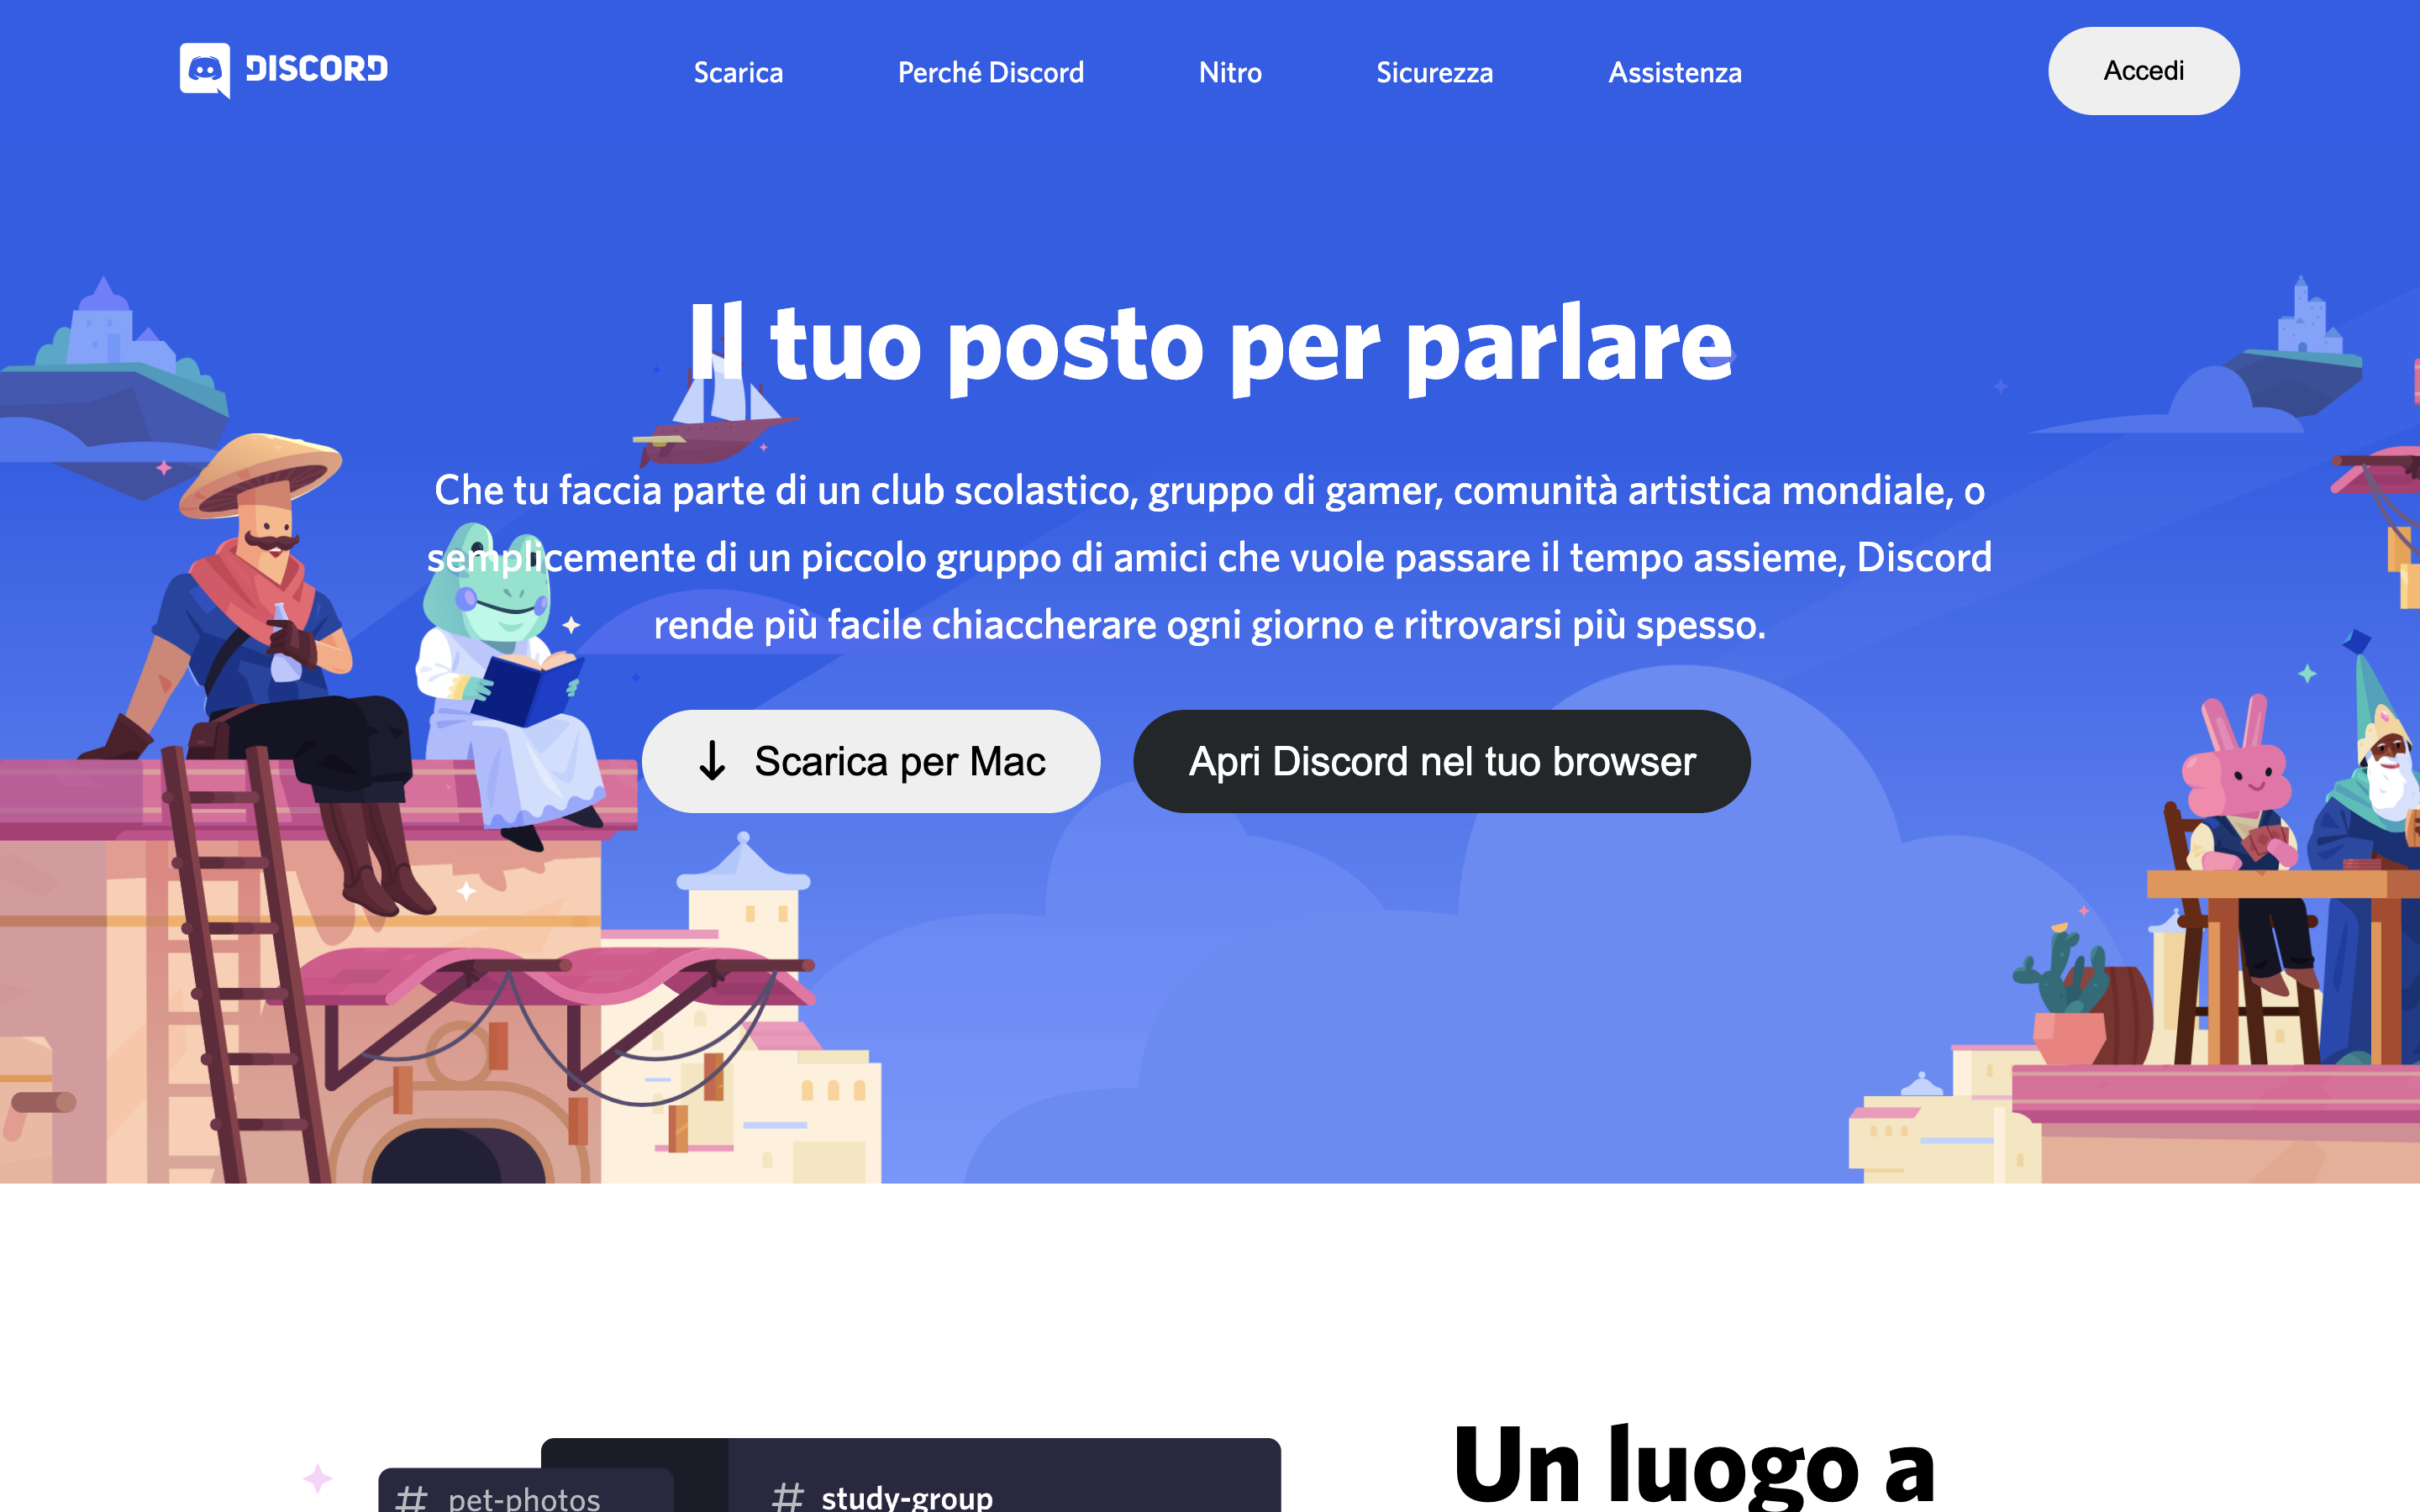 DISCORD
Scarica
Perché Discord
Nitro
Sicurezza
Assistenza
Accedi
Il tuo posto per parlare
Che tu faccia parte di un club scolastico, gruppo di gamer, comunità artistica mondiale, o
semplicemente di un piccolo gruppo di amici che vuole passare il tempo assieme, Discord
rende più facile chiaccherare ogni giorno e ritrovarsi più spesso.
Scarica per Mac
Apri Discord nel tuo browser
# pet-photos
# study-group
Un luogo a